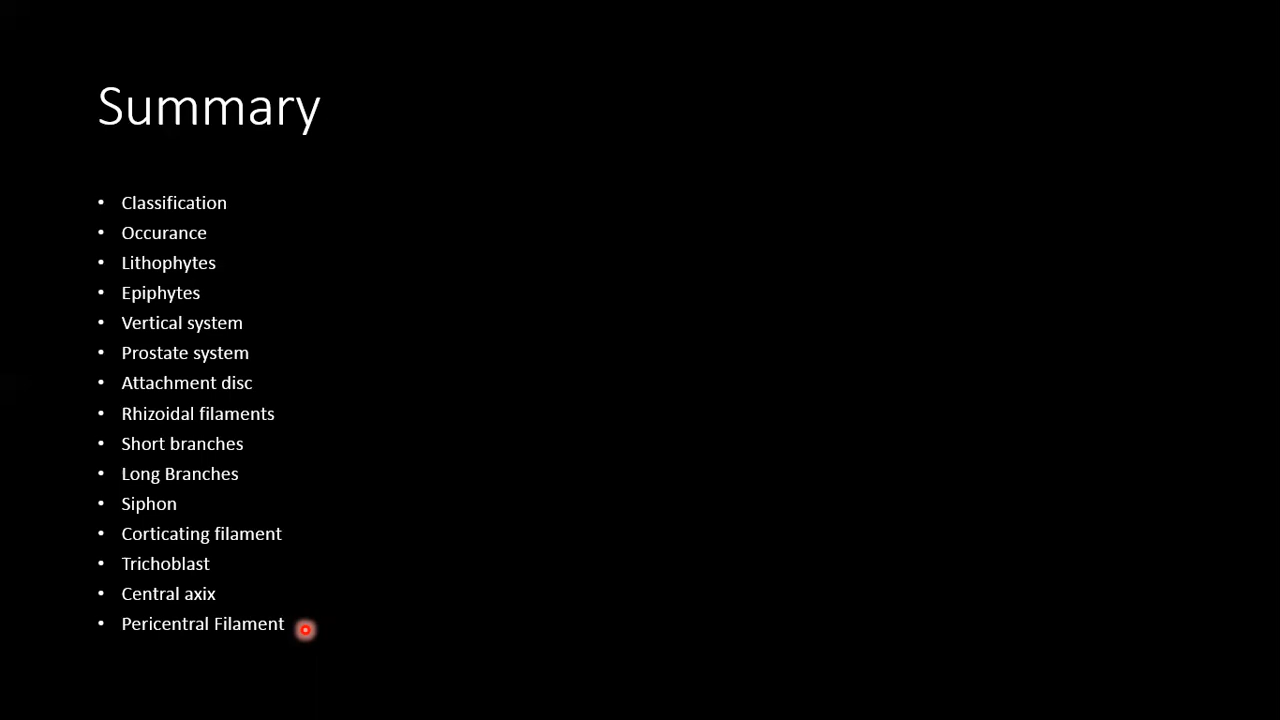 Summary
• Classification
• Occurance
• Lithophytes
• Epiphytes
• Vertical system
• Prostate system
• Attachment disc
• Rhizoidal filaments
• Short branches
• Long Branches
• Siphon
• Corticating filament
• Trichoblast
• Central axix
• Pericentral Filament